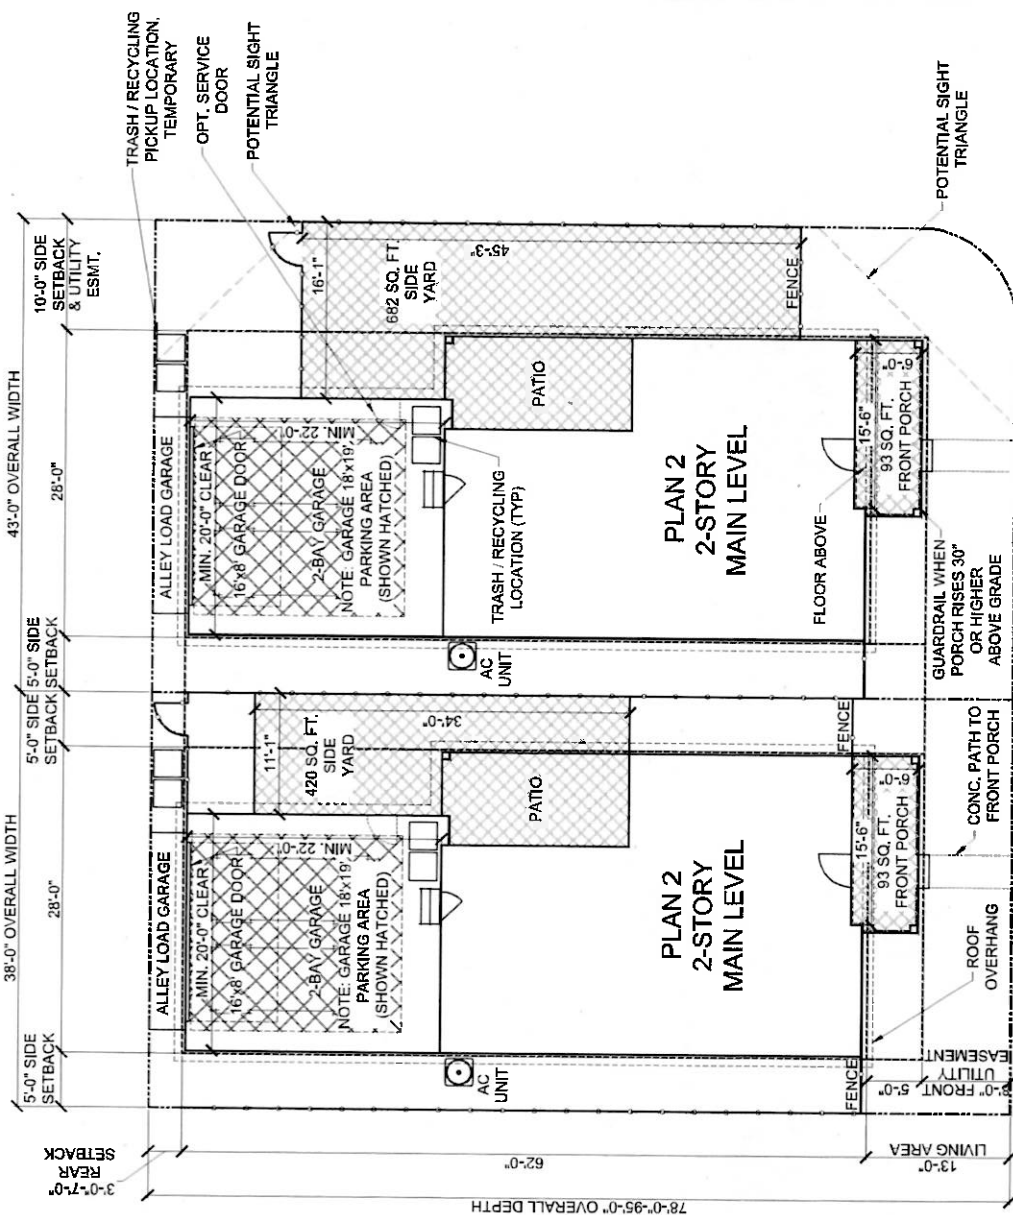 TRASH / RECYCLING
PICKUP LOCATION,
TEMPORARY
OPT. SERVICE
DOOR
POTENTIAL SIGHT
TRIANGLE
POTENTIAL SIGHT
TRIANGLE
43'-0" OVERALL WIDTH
10'-0" SIDE
SETBACK
& UTILITY
ESMT.
28'-0"
5'-0" SIDE
SETBACK
ALLEY LOAD GARAGE
MIN. 20'-0" CLEAR
16'x8' GARAGE DOOR
2-BAY GARAGE
NOTE: GARAGE 18'x19'
PARKING AREA
(SHOWN HATCHED)
MIN. 22'-0"
16'-1"
682 SQ. FT.
SIDE
YARD
45'-3"
FENCE
PATIO
TRASH / RECYCLING
LOCATION (TYP)
PLAN 2
2-STORY
MAIN LEVEL
FLOOR ABOVE
15'-6"
93 SQ. FT.
FRONT PORCH
6'-0"
AC
UNIT
GUARDRAIL WHEN
PORCH RISES 30"
OR HIGHER
ABOVE GRADE
38'-0" OVERALL WIDTH
5'-0" SIDE
SETBACK
28'-0"
5'-0" SIDE
SETBACK
ALLEY LOAD GARAGE
MIN. 20'-0" CLEAR
16'x8' GARAGE DOOR
2-BAY GARAGE
NOTE: GARAGE 18'x19'
PARKING AREA
(SHOWN HATCHED)
MIN. 22'-0"
11'-1"
420 SQ. FT.
SIDE
YARD
34'-0"
PATIO
FENCE
PLAN 2
2-STORY
MAIN LEVEL
15'-6"
93 SQ. FT.
FRONT PORCH
6'-0"
CONC. PATH TO
FRONT PORCH
ROOF
OVERHANG
AC
UNIT
FENCE
5'-0"
8'-0" FRONT
UTILITY
EASEMENT
3'-0"-7'-0"
REAR
SETBACK
62'-0"
13'-0"
LIVING AREA
78'-0"-95'-0" OVERALL DEPTH